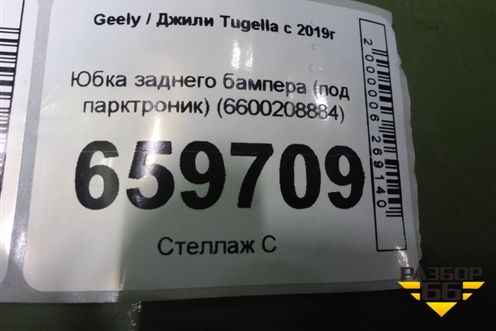 Geely / Джили Tugella с 2019г
Юбка заднего бампера (под
парктроник) (6600208884)
659709
Стеллаж С
2000006 269140
РАЗБОР
66